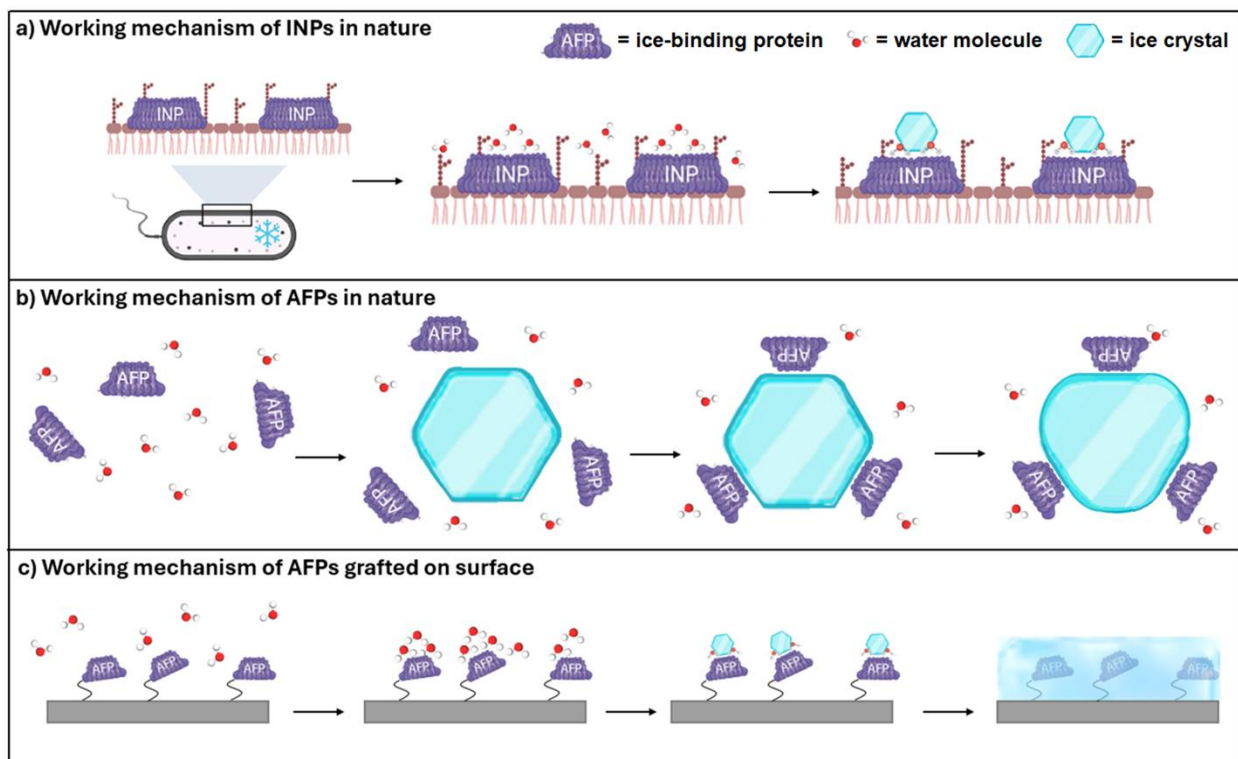 a) Working mechanism of INPs in nature
AFP = ice-binding protein = water molecule = ice crystal
INP INP
INP INP
INP INP
b) Working mechanism of AFPs in nature
AFP AFP AFP
AFP AFP AFP
AFP AFP AFP
AFP AFP AFP
c) Working mechanism of AFPs grafted on surface
AFP AFP AFP
AFP AFP AFP
AFP AFP AFP
AFP AFP AFP